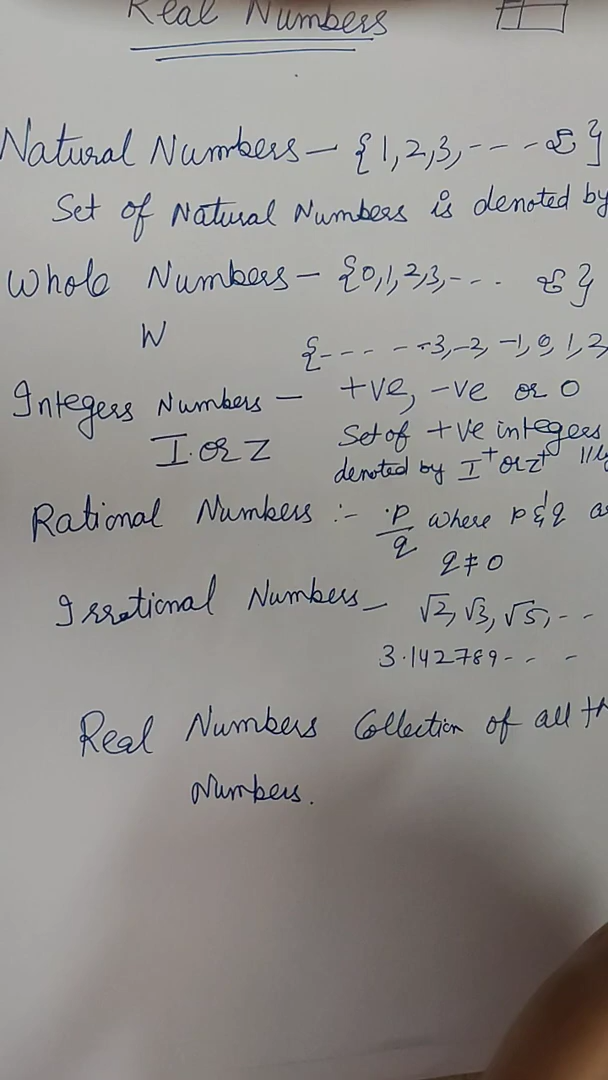 Real Numbers
Natural Numbers - {1, 2, 3, - - - - }
Set of Natural Numbers is denoted by
Whole Numbers - {0, 1, 2, 3, - - - }
W
{- - - - - -3, -2, -1, 0, 1, 2
Integers Numbers - +ve, -ve or 0
I or Z Set of +ve integers
denoted by I⁺ or Z⁺
Rational Numbers :- p/q where p & q
q ≠ 0
Irrational Numbers - √2, √3, √5, - -
3.142789 - - -
Real Numbers Collection of all
Numbers.